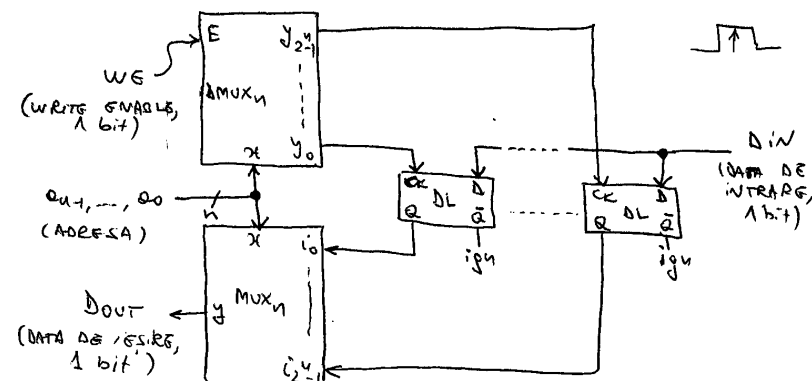 E
y₂ⁿ₋₁
WE
(WRITE ENABLE,
1 bit)
DMUXₙ
x
y₀
DIN
(DATA DE
INTRARE,
1 bit)
CK D
DL
Q Q̄
ign
CK D
DL
Q Q̄
ign
aₙ₋₁, ..., a₀
n
(ADRESA)
x
i₀
DOUT
y
MUXₙ
(DATA DE IESIRE,
1 bit)
i₂ⁿ₋₁